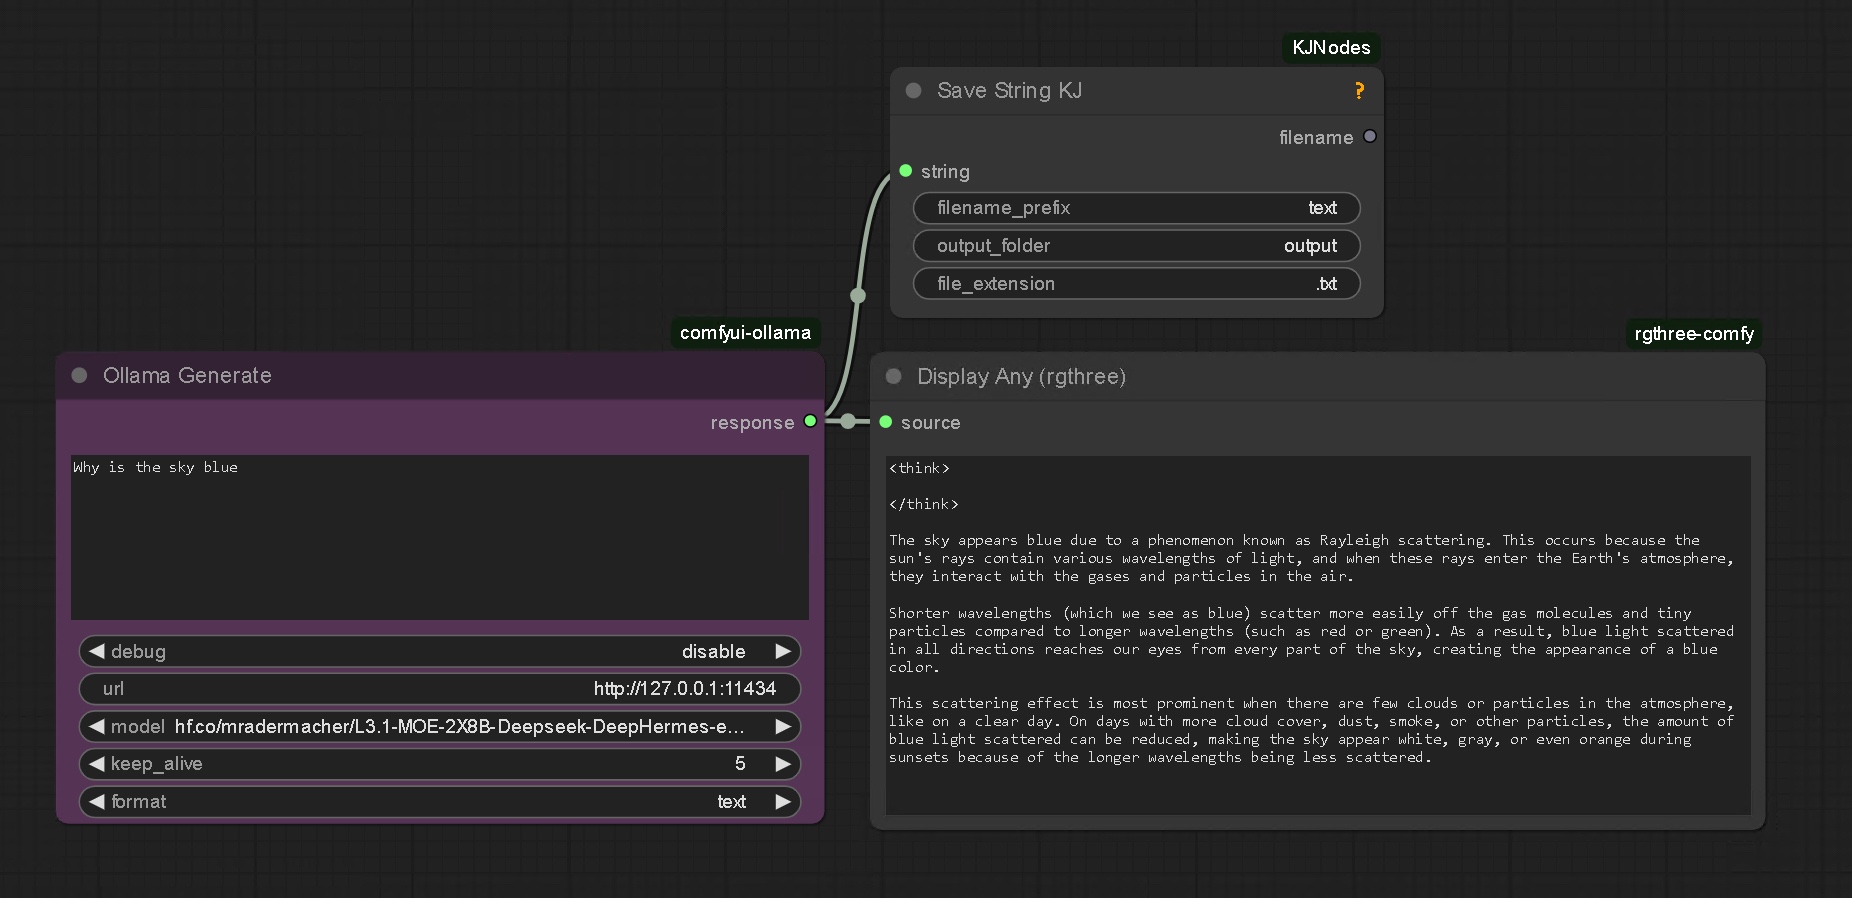 KJNodes
Save String KJ
?
filename
string
filename_prefix text
output_folder output
file_extension .txt
comfyui-ollama
Ollama Generate
response
Why is the sky blue
debug disable
url http://127.0.0.1:11434
model hf.co/mradermacher/L3.1-MOE-2X8B-Deepseek-DeepHermes-e...
keep_alive 5
format text
rgthree-comfy
Display Any (rgthree)
source
<think>
</think>
The sky appears blue due to a phenomenon known as Rayleigh scattering. This occurs because the
sun's rays contain various wavelengths of light, and when these rays enter the Earth's atmosphere,
they interact with the gases and particles in the air.
Shorter wavelengths (which we see as blue) scatter more easily off the gas molecules and tiny
particles compared to longer wavelengths (such as red or green). As a result, blue light scattered
in all directions reaches our eyes from every part of the sky, creating the appearance of a blue
color.
This scattering effect is most prominent when there are few clouds or particles in the atmosphere,
like on a clear day. On days with more cloud cover, dust, smoke, or other particles, the amount of
blue light scattered can be reduced, making the sky appear white, gray, or even orange during
sunsets because of the longer wavelengths being less scattered.